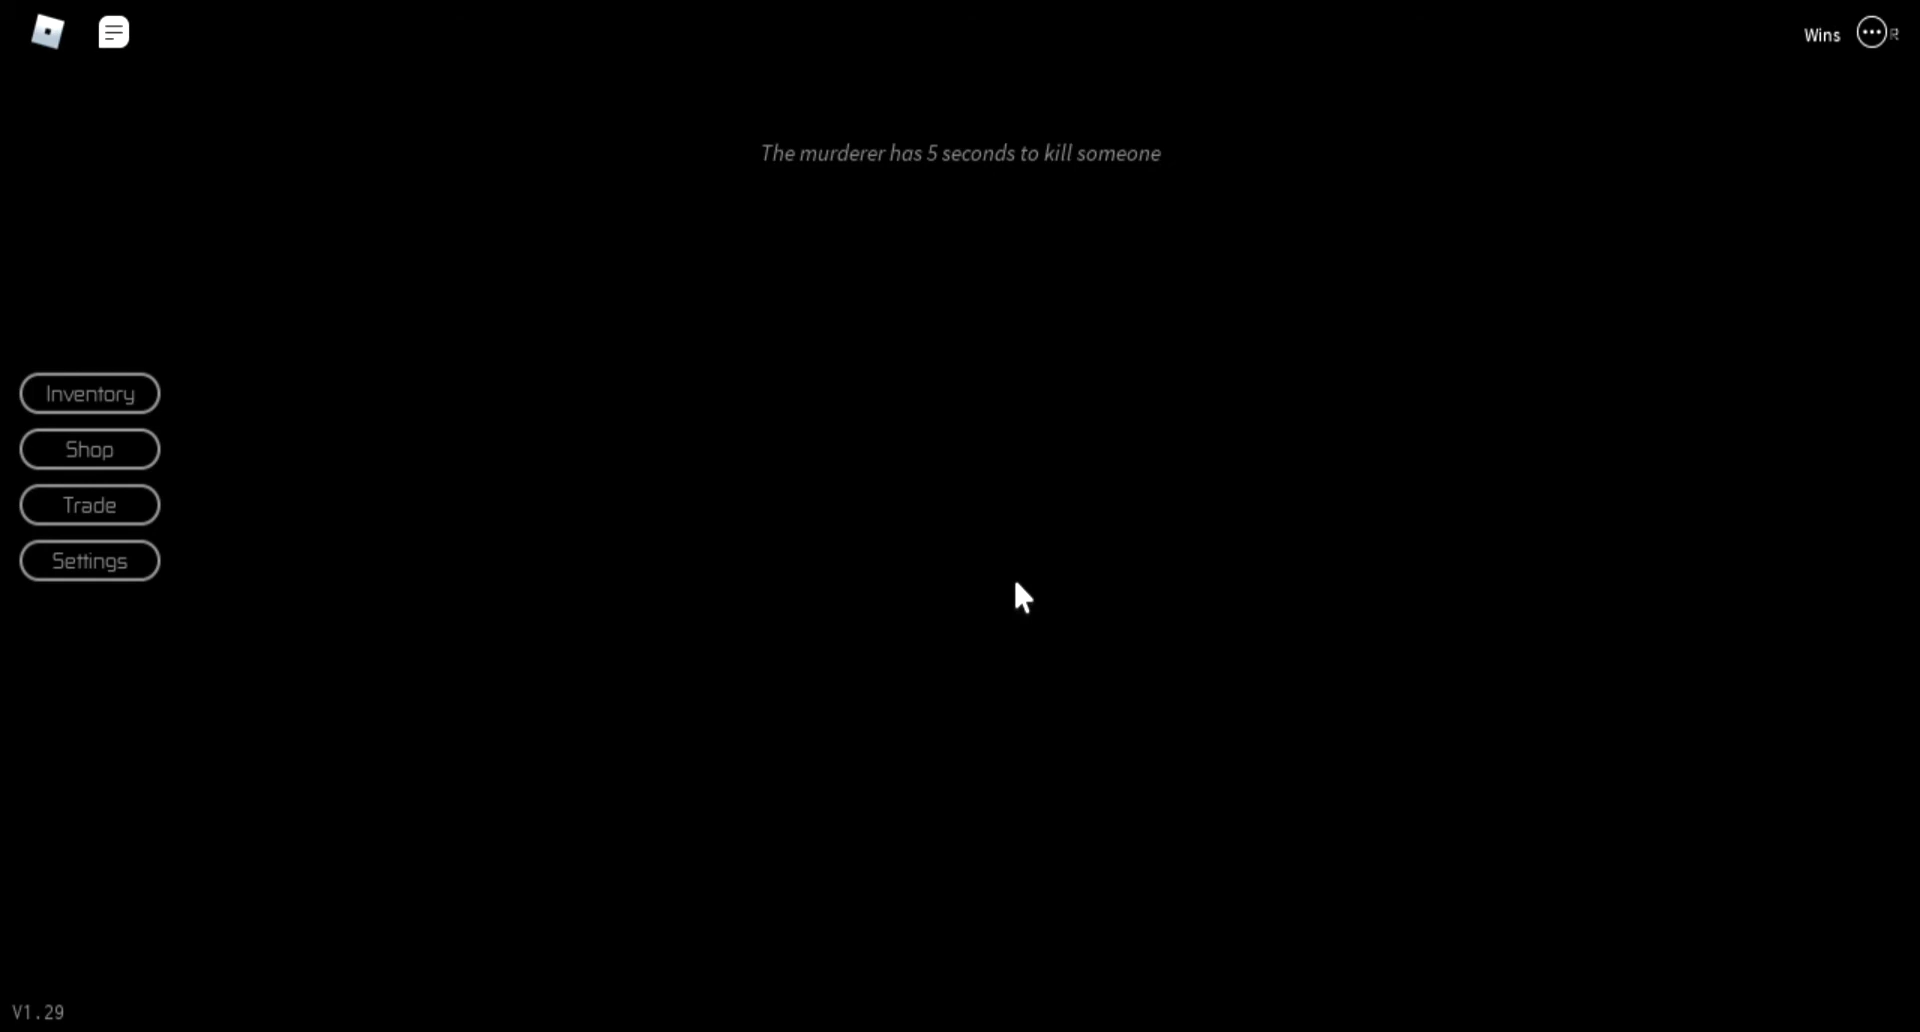 Wins
R
The murderer has 5 seconds to kill someone
Inventory
Shop
Trade
Settings
V1.29